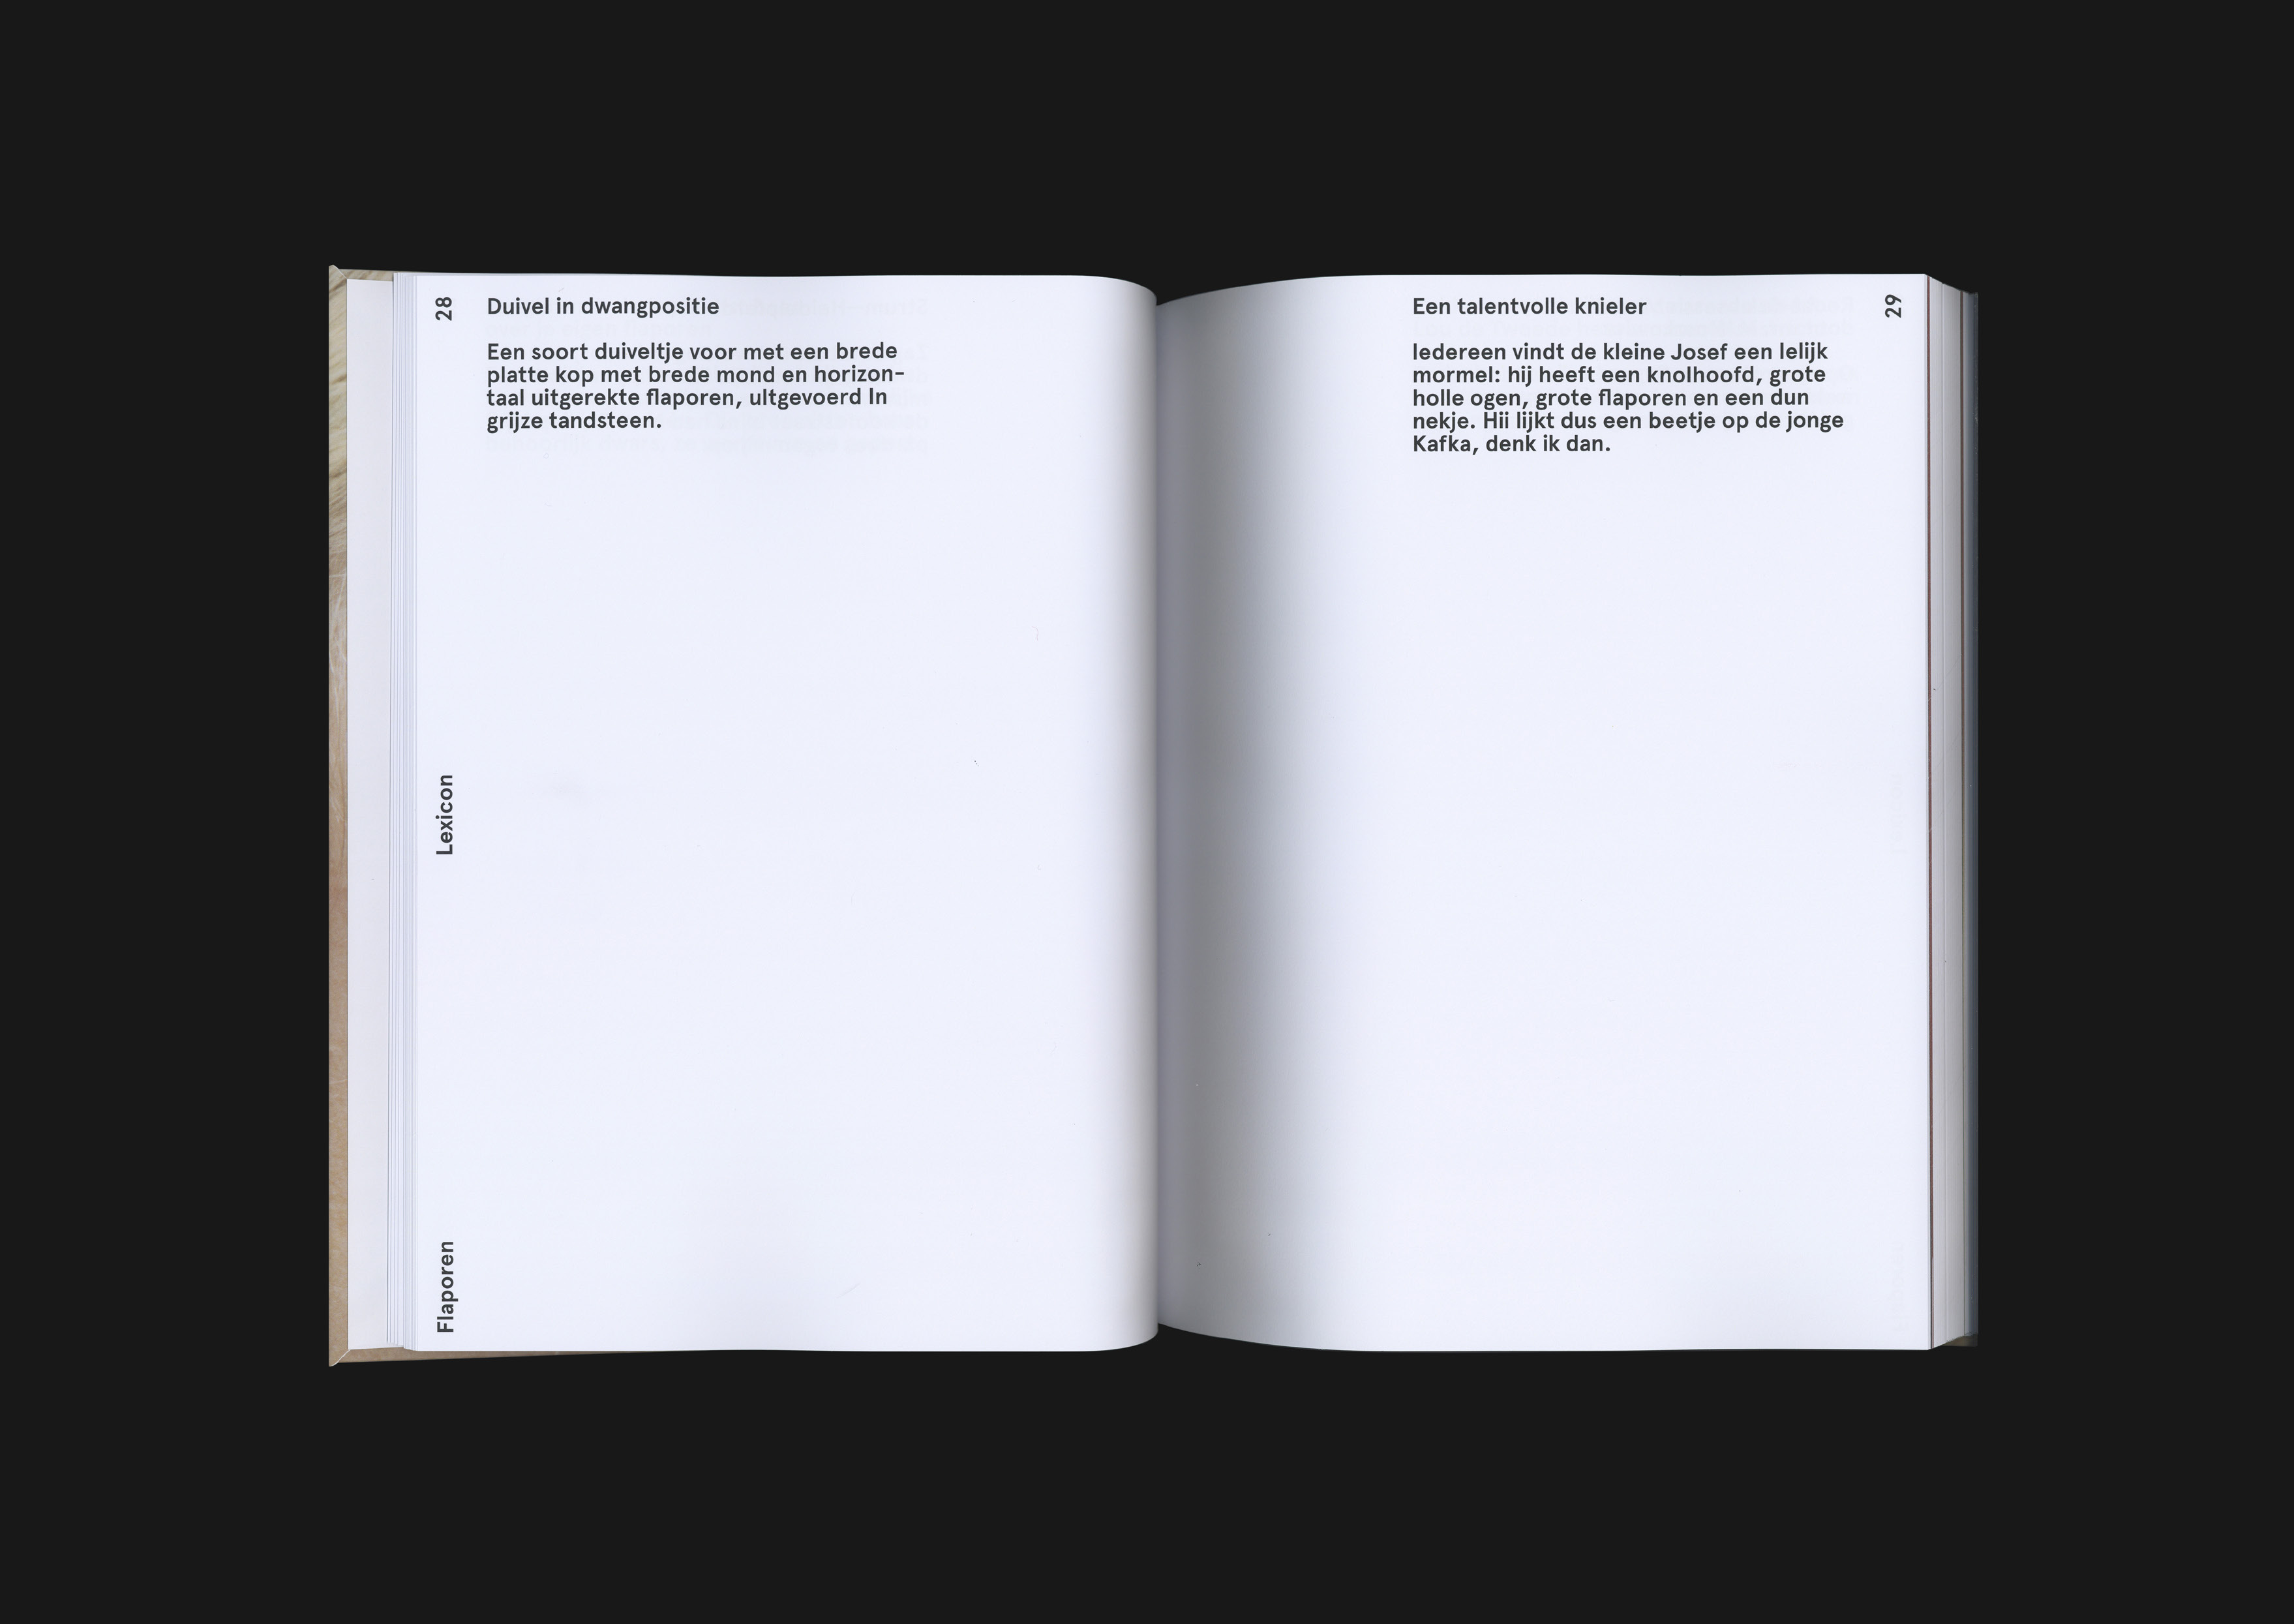 28
Duivel in dwangpositie
Een soort duiveltje voor met een brede
platte kop met brede mond en horizon-
taal uitgerekte flaporen, ultgevoerd In
grijze tandsteen.
Lexicon
Flaporen
Een talentvolle knieler
29
Iedereen vindt de kleine Josef een lelijk
mormel: hij heeft een knolhoofd, grote
holle ogen, grote flaporen en een dun
nekje. Hii lijkt dus een beetje op de jonge
Kafka, denk ik dan.